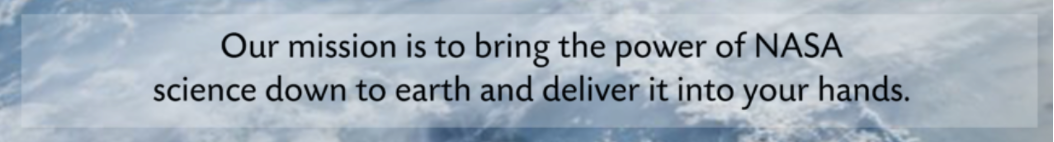 Our mission is to bring the power of NASA
science down to earth and deliver it into your hands.